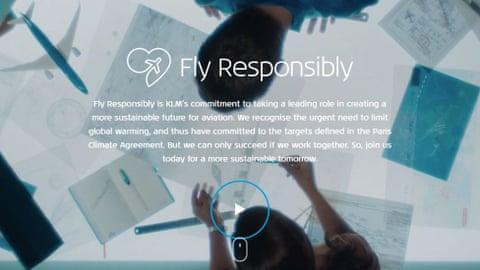 Fly Responsibly
Fly Responsibly is KLM's commitment to taking a leading role in creating a
more sustainable future for aviation. We recognise the urgent need to limit
global warming, and thus have committed to the targets defined in the Paris
Climate Agreement. But we can only succeed if we work together. So, join us
today for a more sustainable tomorrow.